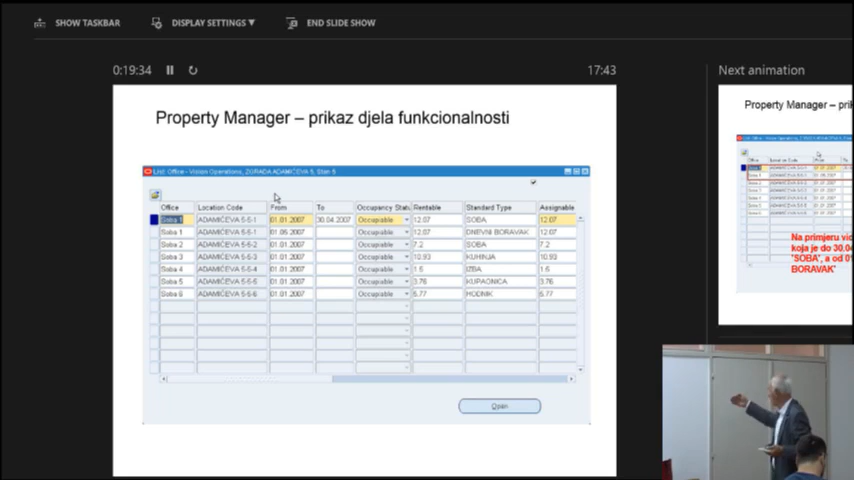 SHOW TASKBAR DISPLAY SETTINGS ▼ END SLIDE SHOW
0:19:34 17:43 Next animation
Property Manager – prikaz djela funkcionalnosti
List: Office - Vision Operations, ZGRADA ADAMIĆEVA 5, Stan-5
Office Location Code From To Occupancy Statu Rentable Standard Type Assignable
Soba 1 ADAMIĆEVA 5-5-1 01.01.2007 30.04.2007 Occupiable 12.07 SOBA 12.07
Soba 1 ADAMIĆEVA 5-5-1 01.05.2007 Occupiable 12.07 DNEVNI BORAVAK 12.07
Soba 2 ADAMIĆEVA 5-5-2 01.01.2007 Occupiable 7.2 SOBA 7.2
Soba 3 ADAMIĆEVA 5-5-3 01.01.2007 Occupiable 10.93 KUHINJA 10.93
Soba 4 ADAMIĆEVA 5-5-4 01.01.2007 Occupiable 1.5 IZBA 1.5
Soba 5 ADAMIĆEVA 5-5-5 01.01.2007 Occupiable 3.76 KUPAONICA 3.76
Soba 6 ADAMIĆEVA 5-5-6 01.01.2007 Occupiable 5.77 HODNIK 5.77
Open
Property Manager – pri
Na primjeru vid
koja je do 30.04
'SOBA', a od 0
BORAVAK'